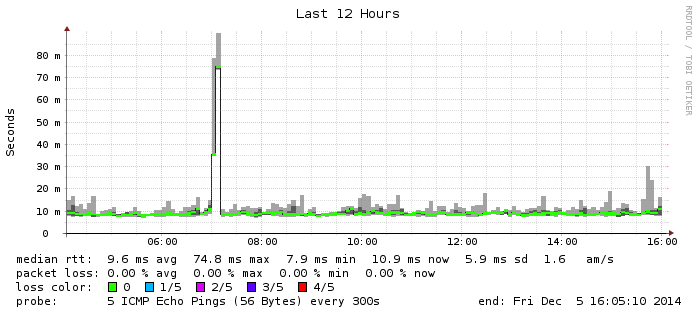 Last 12 Hours
RRDTOOL / TOBI OETIKER
Seconds
80 m
70 m
60 m
50 m
40 m
30 m
20 m
10 m
0
06:00 08:00 10:00 12:00 14:00 16:00
median rtt: 9.6 ms avg 74.8 ms max 7.9 ms min 10.9 ms now 5.9 ms sd 1.6 am/s
packet loss: 0.00 % avg 0.00 % max 0.00 % min 0.00 % now
loss color: 0 1/5 2/5 3/5 4/5
probe: 5 ICMP Echo Pings (56 Bytes) every 300s end: Fri Dec 5 16:05:10 2014